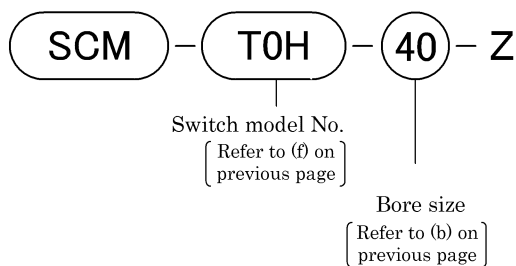 SCM – T0H – 40 – Z
Switch model No.
Refer to (f) on
previous page
Bore size
Refer to (b) on
previous page